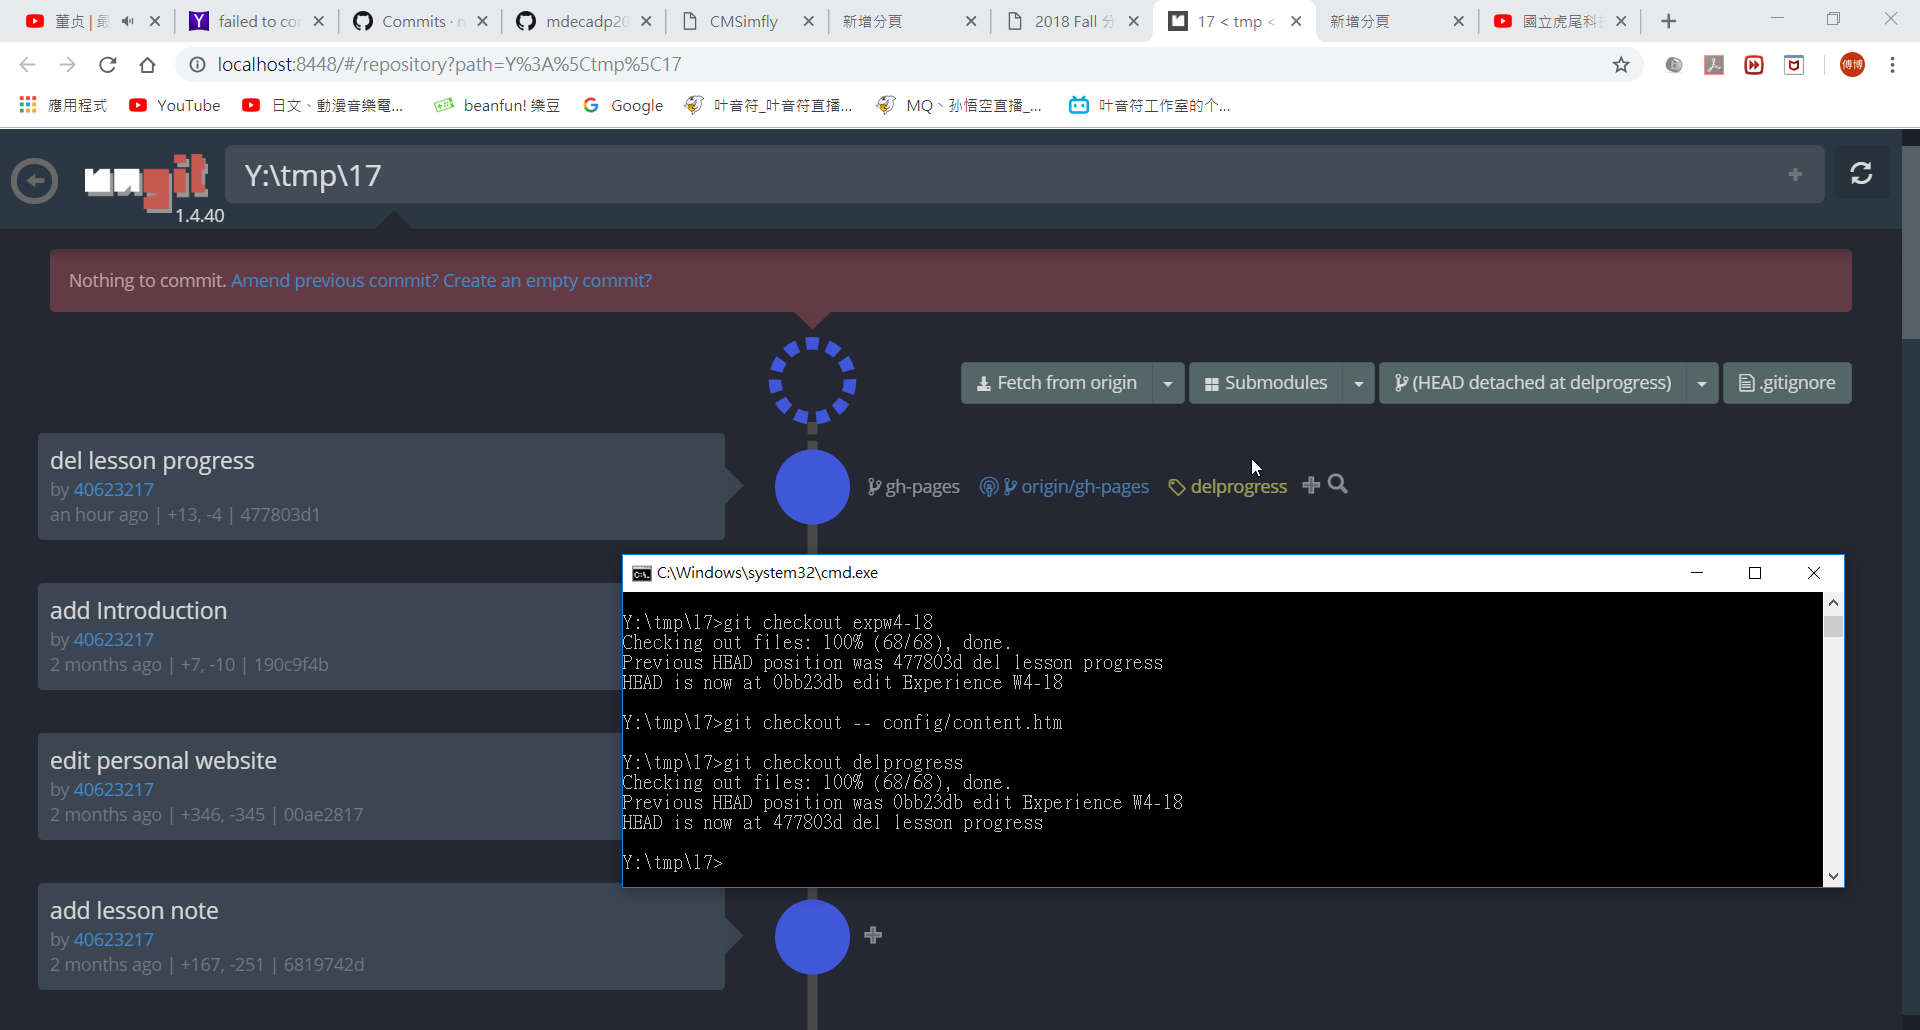 董贞 | 最
failed to cor
Commits · m
mdecadp20
CMSimfly
新增分頁
2018 Fall 分
17 < tmp <
新增分頁
國立虎尾科技
localhost:8448/#/repository?path=Y%3A%5Ctmp%5C17
傅博
應用程式
YouTube
日文、動漫音樂電...
beanfun! 樂豆
Google
叶音符_叶音符直播...
MQ丶孙悟空直播_...
叶音符工作室的个...
ungit
1.4.40
Y:\tmp\17
Nothing to commit. Amend previous commit? Create an empty commit?
Fetch from origin
Submodules
(HEAD detached at delprogress)
.gitignore
del lesson progress
by 40623217
an hour ago | +13, -4 | 477803d1
gh-pages
origin/gh-pages
delprogress
add Introduction
by 40623217
2 months ago | +7, -10 | 190c9f4b
edit personal website
by 40623217
2 months ago | +346, -345 | 00ae2817
add lesson note
by 40623217
2 months ago | +167, -251 | 6819742d
C:\Windows\system32\cmd.exe
Y:\tmp\17>git checkout expw4-18
Checking out files: 100% (68/68), done.
Previous HEAD position was 477803d del lesson progress
HEAD is now at 0bb23db edit Experience W4-18
Y:\tmp\17>git checkout -- config/content.htm
Y:\tmp\17>git checkout delprogress
Checking out files: 100% (68/68), done.
Previous HEAD position was 0bb23db edit Experience W4-18
HEAD is now at 477803d del lesson progress
Y:\tmp\17>